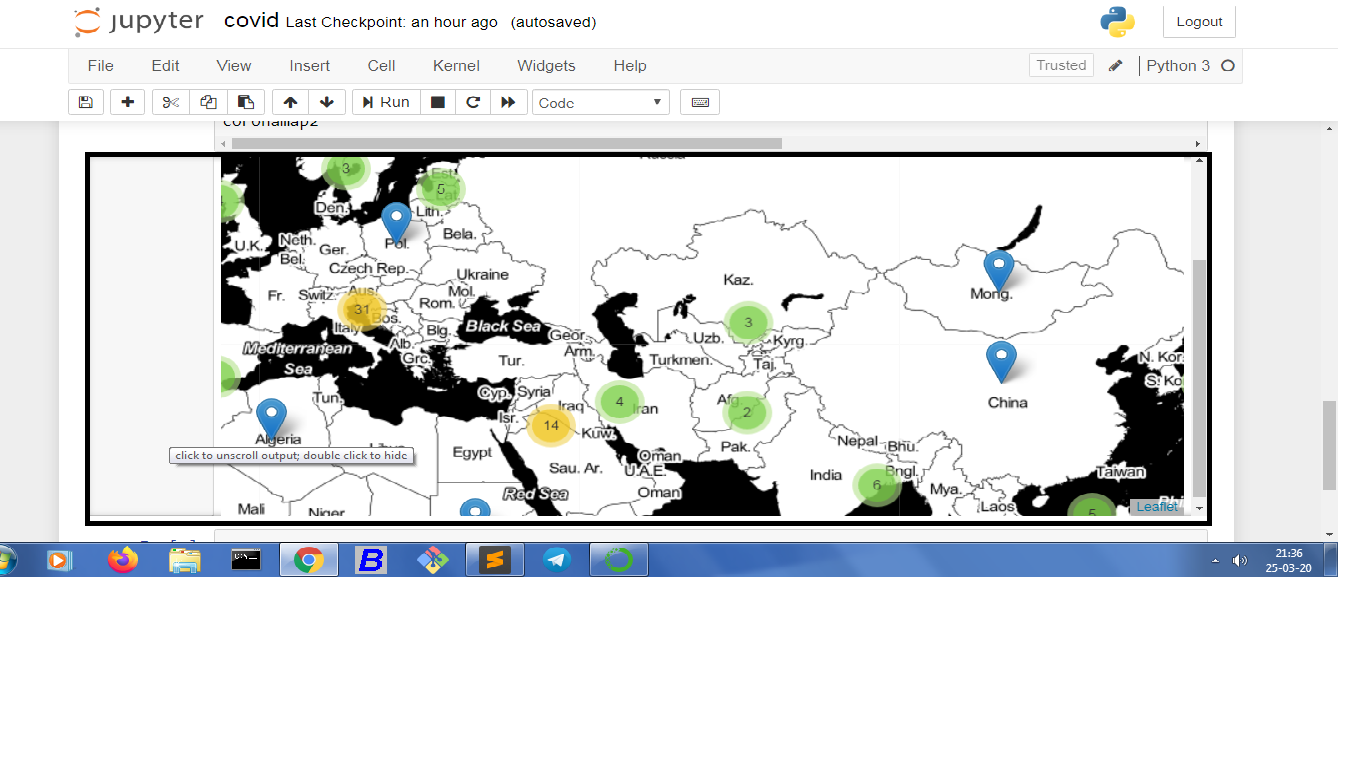 jupyter covid Last Checkpoint: an hour ago (autosaved) Logout
File Edit View Insert Cell Kernel Widgets Help Trusted Python 3
Run Code
coronamap2
Russia
3
Est.
5
Lat.
Den. Lith.
U.K. Neth. Ger. Pol. Bela.
Bel.
Czech Rep. Ukraine Kaz. Mong.
Fr. Switz. Aus. Mol.
31 Bos. Rom. 3
Italy Blg. Black Sea Geor. Uzb. Kyrg.
Mediterranean Alb. Arm. N. Kor.
Sea Grc. Tur. Turkmen. Taj.
S. Ko
Tun. Cyp. Syria 4 Iran Afg. 2 China
Isr. Iraq
14 Kuw.
Algeria Pak. Nepal Bhu.
click to unscroll output; double click to hide
Egypt Oman
Sau. Ar. U.A.E. India Bngl. Taiwan
6
Red Sea Oman Mya.
Mali Niger Laos 5 Leaflet
21:36
25-03-20